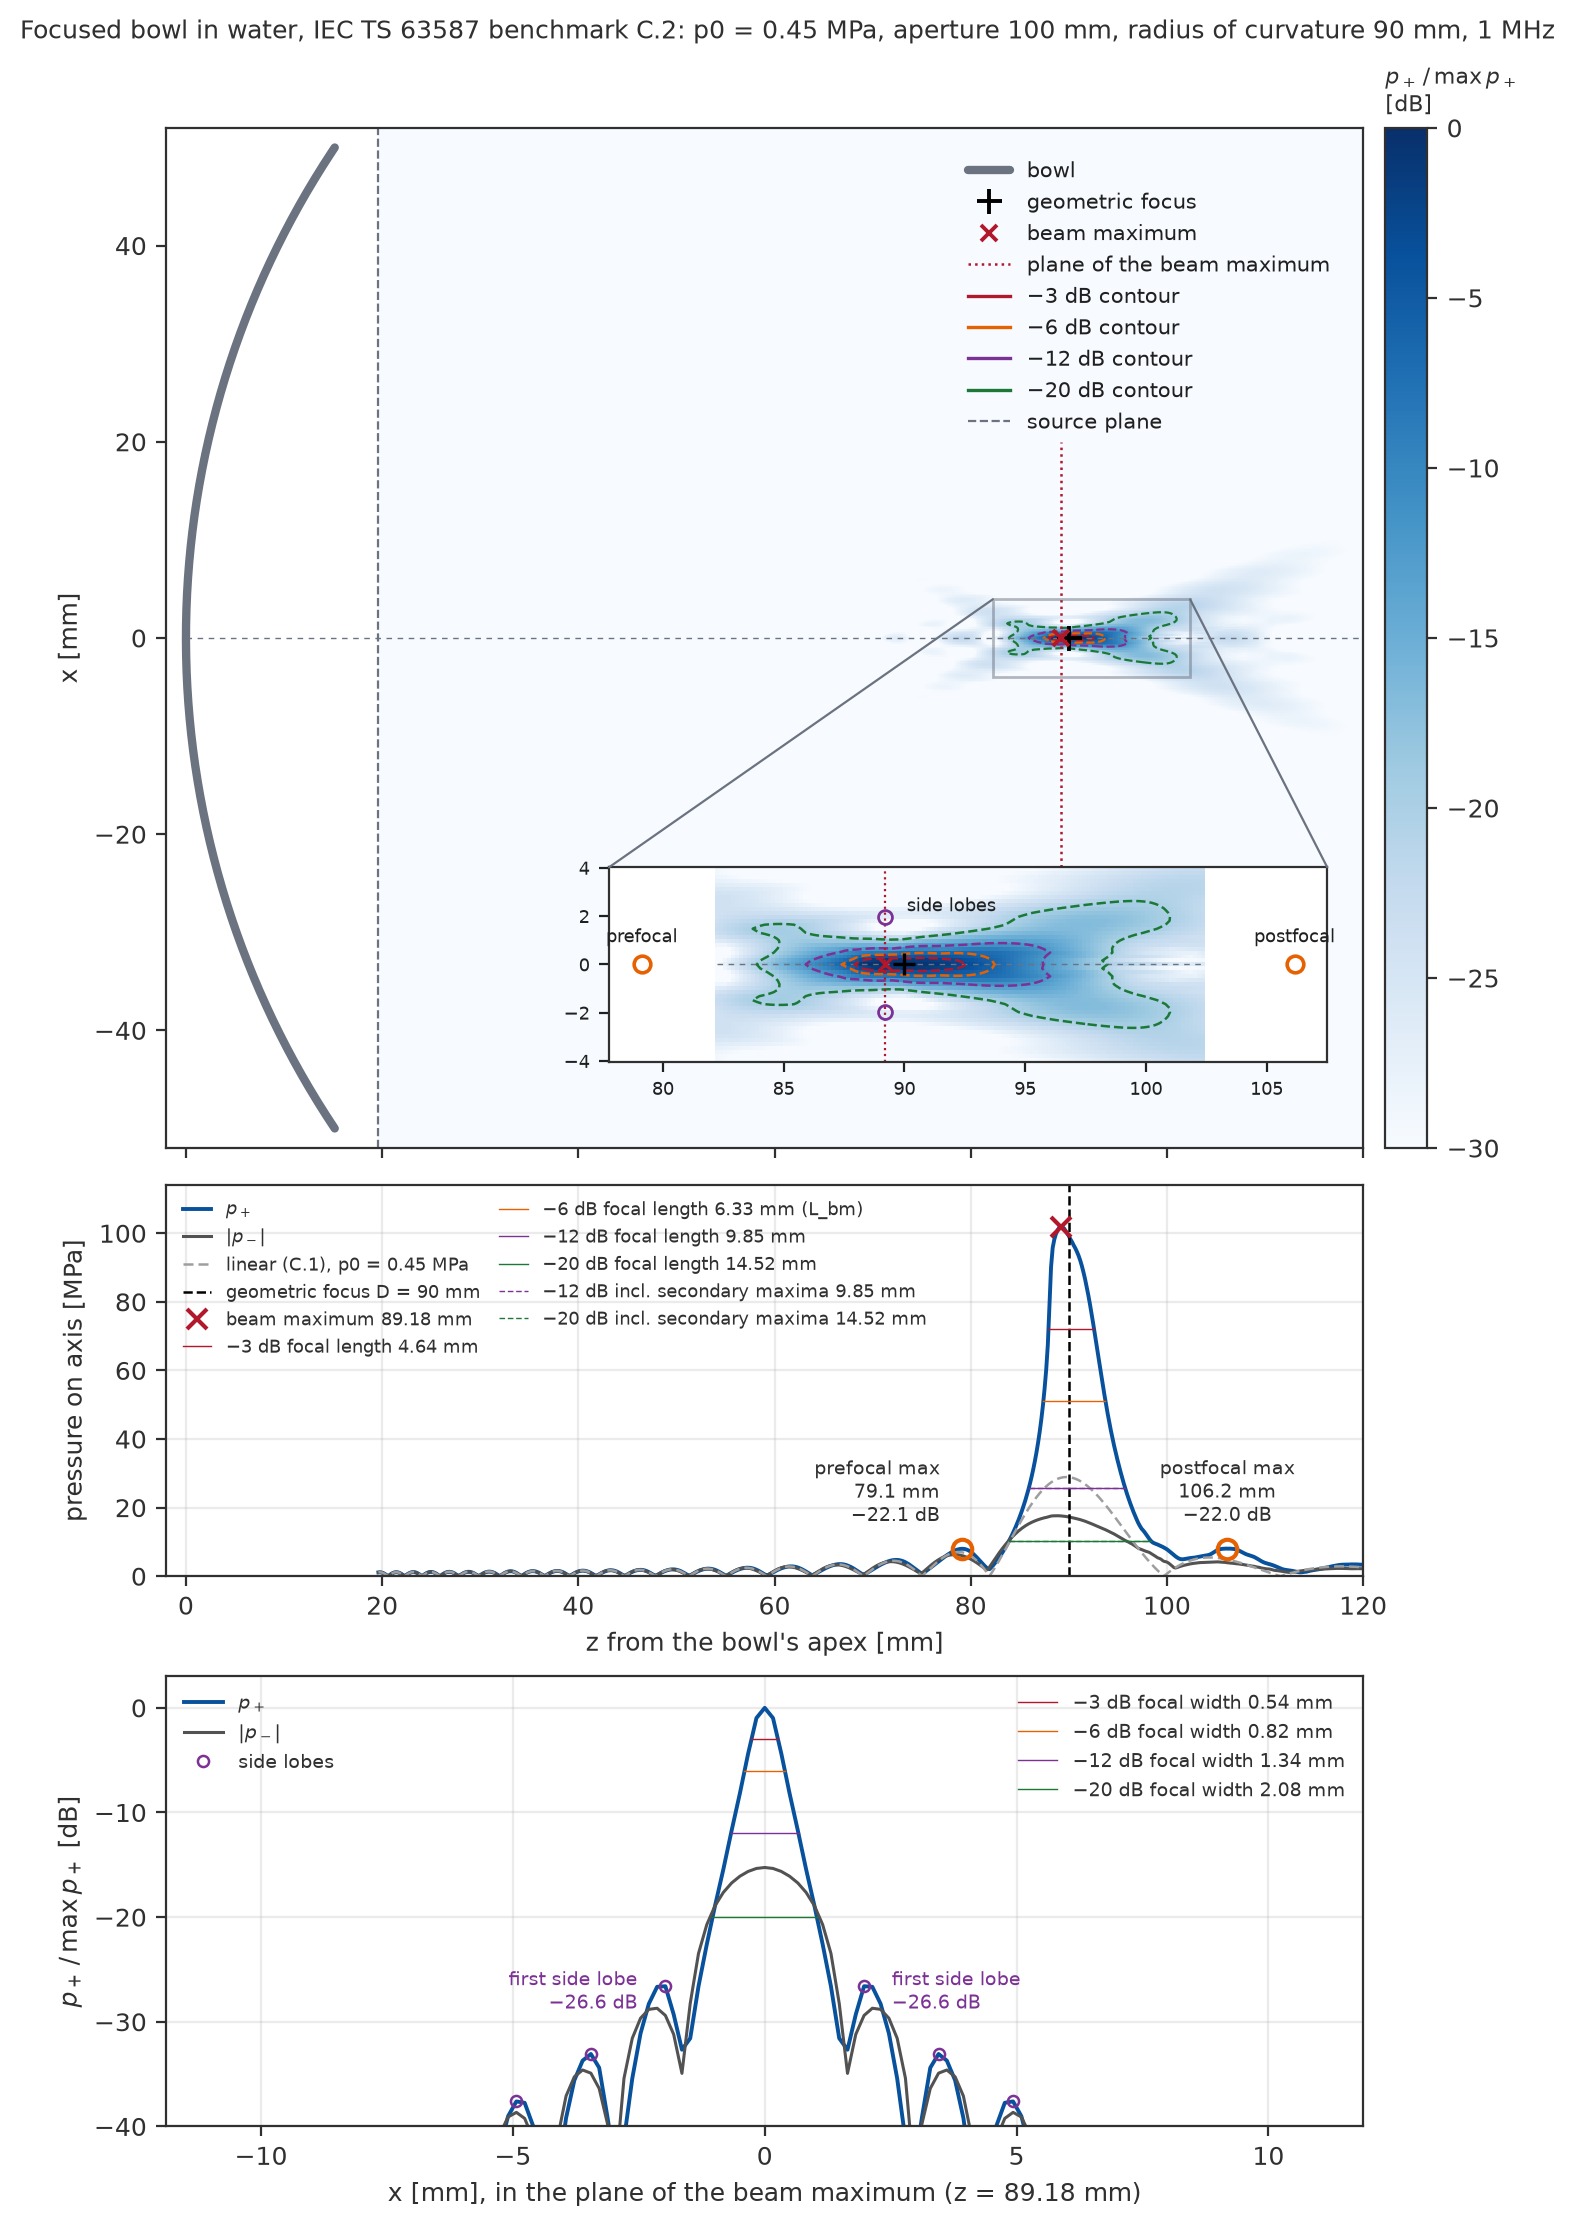 Focused bowl in water, IEC TS 63587 benchmark C.2: p0 = 0.45 MPa, aperture 100 mm, radius of curvature 90 mm, 1 MHz
p₊ / max p₊
[dB]
0
−5
−10
−15
−20
−25
−30
x [mm]
40
20
0
−20
−40
bowl
geometric focus
beam maximum
plane of the beam maximum
−3 dB contour
−6 dB contour
−12 dB contour
−20 dB contour
source plane
4
2
0
−2
−4
side lobes
prefocal
postfocal
80 85 90 95 100 105
pressure on axis [MPa]
100
80
60
40
20
0
p₊
|p₋|
linear (C.1), p0 = 0.45 MPa
geometric focus D = 90 mm
beam maximum 89.18 mm
−3 dB focal length 4.64 mm
−6 dB focal length 6.33 mm (L_bm)
−12 dB focal length 9.85 mm
−20 dB focal length 14.52 mm
−12 dB incl. secondary maxima 9.85 mm
−20 dB incl. secondary maxima 14.52 mm
prefocal max
79.1 mm
−22.1 dB
postfocal max
106.2 mm
−22.0 dB
0 20 40 60 80 100 120
z from the bowl's apex [mm]
p₊ / max p₊ [dB]
0
−10
−20
−30
−40
p₊
|p₋|
side lobes
−3 dB focal width 0.54 mm
−6 dB focal width 0.82 mm
−12 dB focal width 1.34 mm
−20 dB focal width 2.08 mm
first side lobe
−26.6 dB
first side lobe
−26.6 dB
−10 −5 0 5 10
x [mm], in the plane of the beam maximum (z = 89.18 mm)